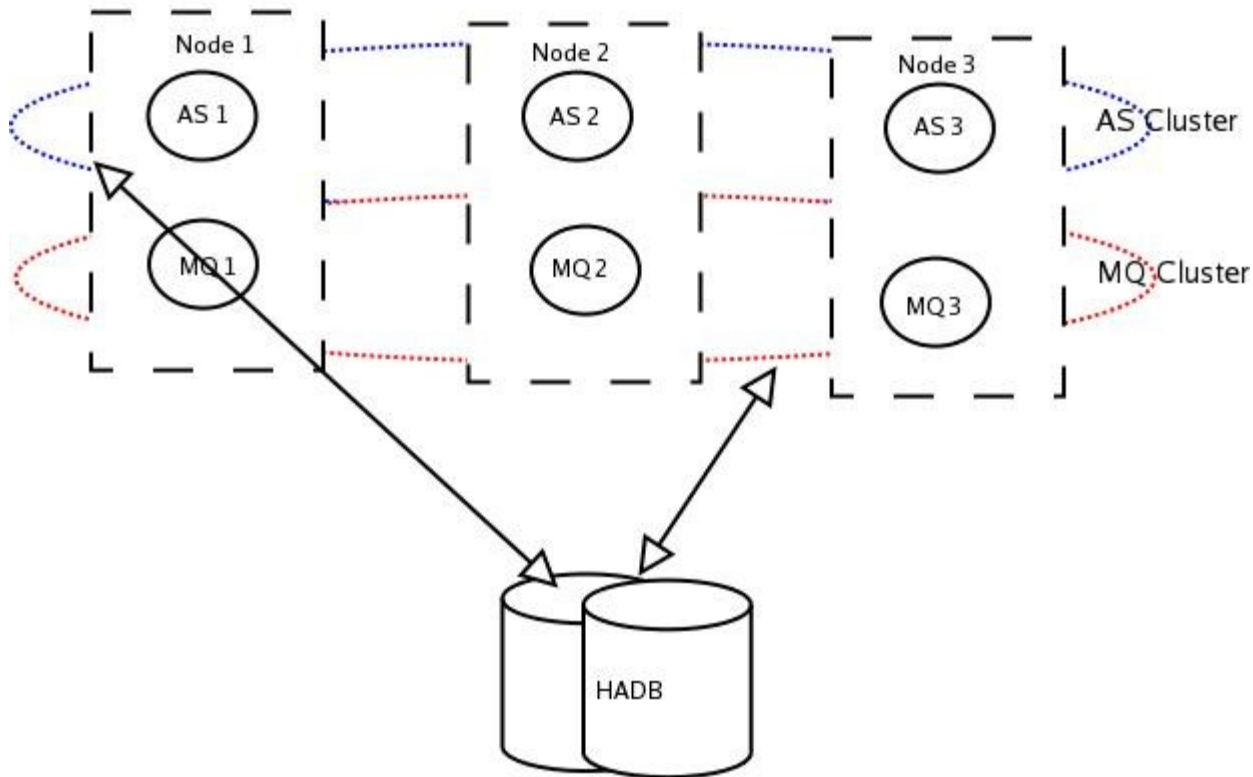 Node 1
Node 2
Node 3
AS 1
AS 2
AS 3
AS Cluster
MQ 1
MQ 2
MQ 3
MQ Cluster
HADB